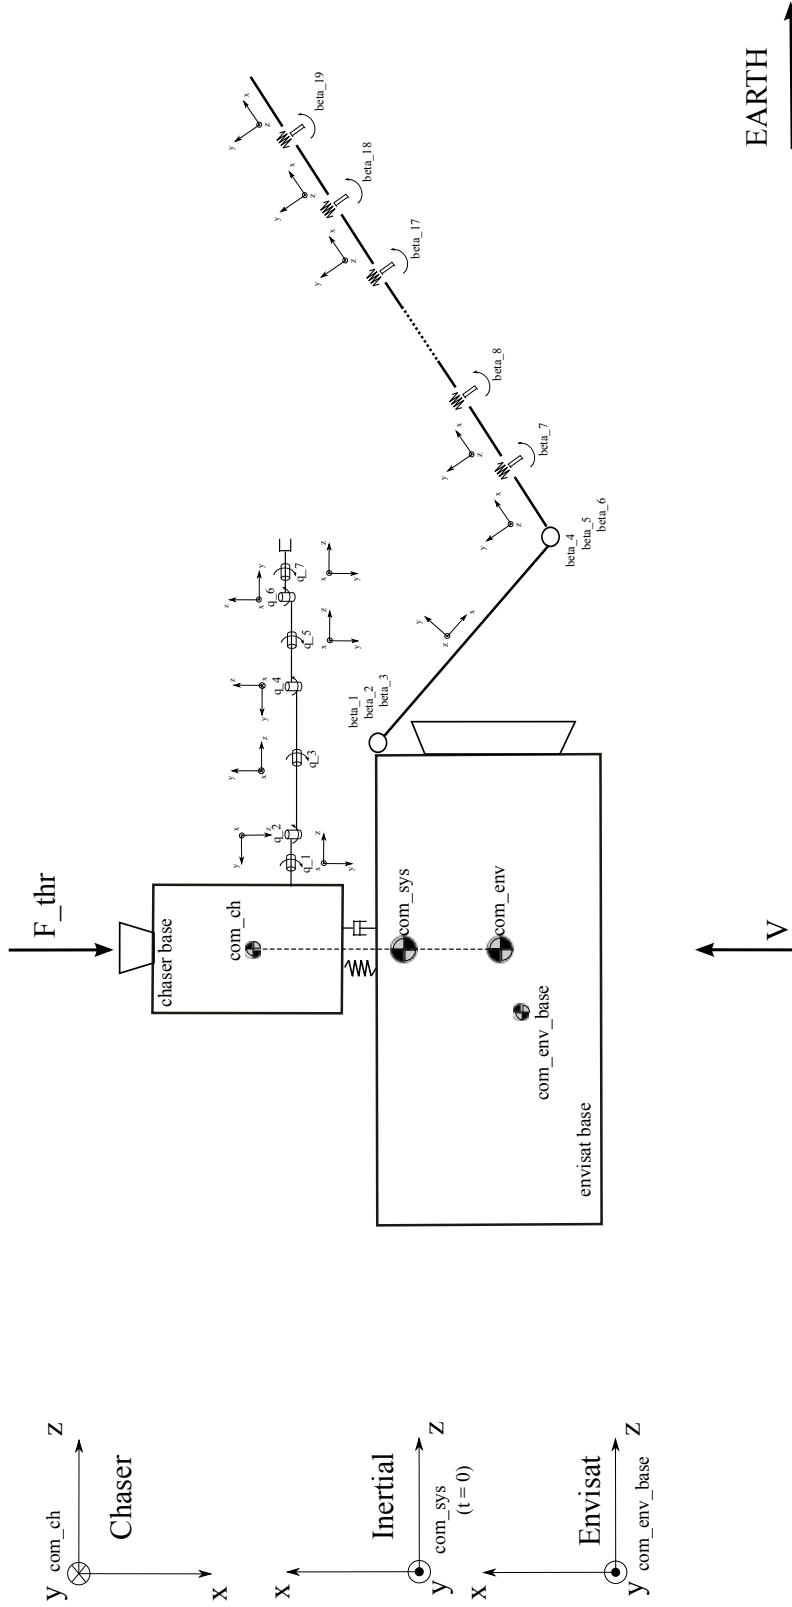 EARTH
F_thr
V
chaser base
com_ch
com_sys
com_env
com_env_base
envisat base
q_1
q_2
q_3
q_4
q_5
q_6
q_7
x
y
z
x
y
z
x
y
z
x
y
z
x
y
z
x
y
z
x
y
z
beta_1
beta_2
beta_3
x
y
z
beta_4
beta_5
beta_6
x
y
z
beta_7
x
y
z
beta_8
x
y
z
beta_17
x
y
z
beta_18
x
y
z
beta_19
y
com_ch
z
x
Chaser
x
z
y
com_sys
(t = 0)
Inertial
x
z
y
com_env_base
Envisat